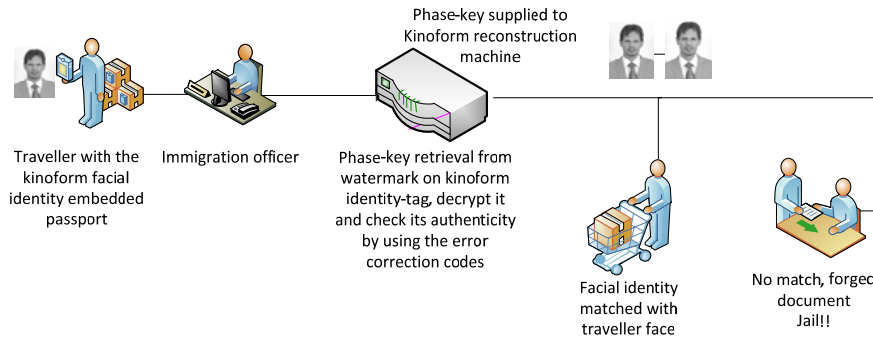 Phase-key supplied to
Kinoform reconstruction
machine
Traveller with the
kinoform facial
identity embedded
passport
Immigration officer
Phase-key retrieval from
watermark on kinoform
identity-tag, decrypt it
and check its authenticity
by using the error
correction codes
Facial identity
matched with
traveller face
No match, forged
document
Jail!!